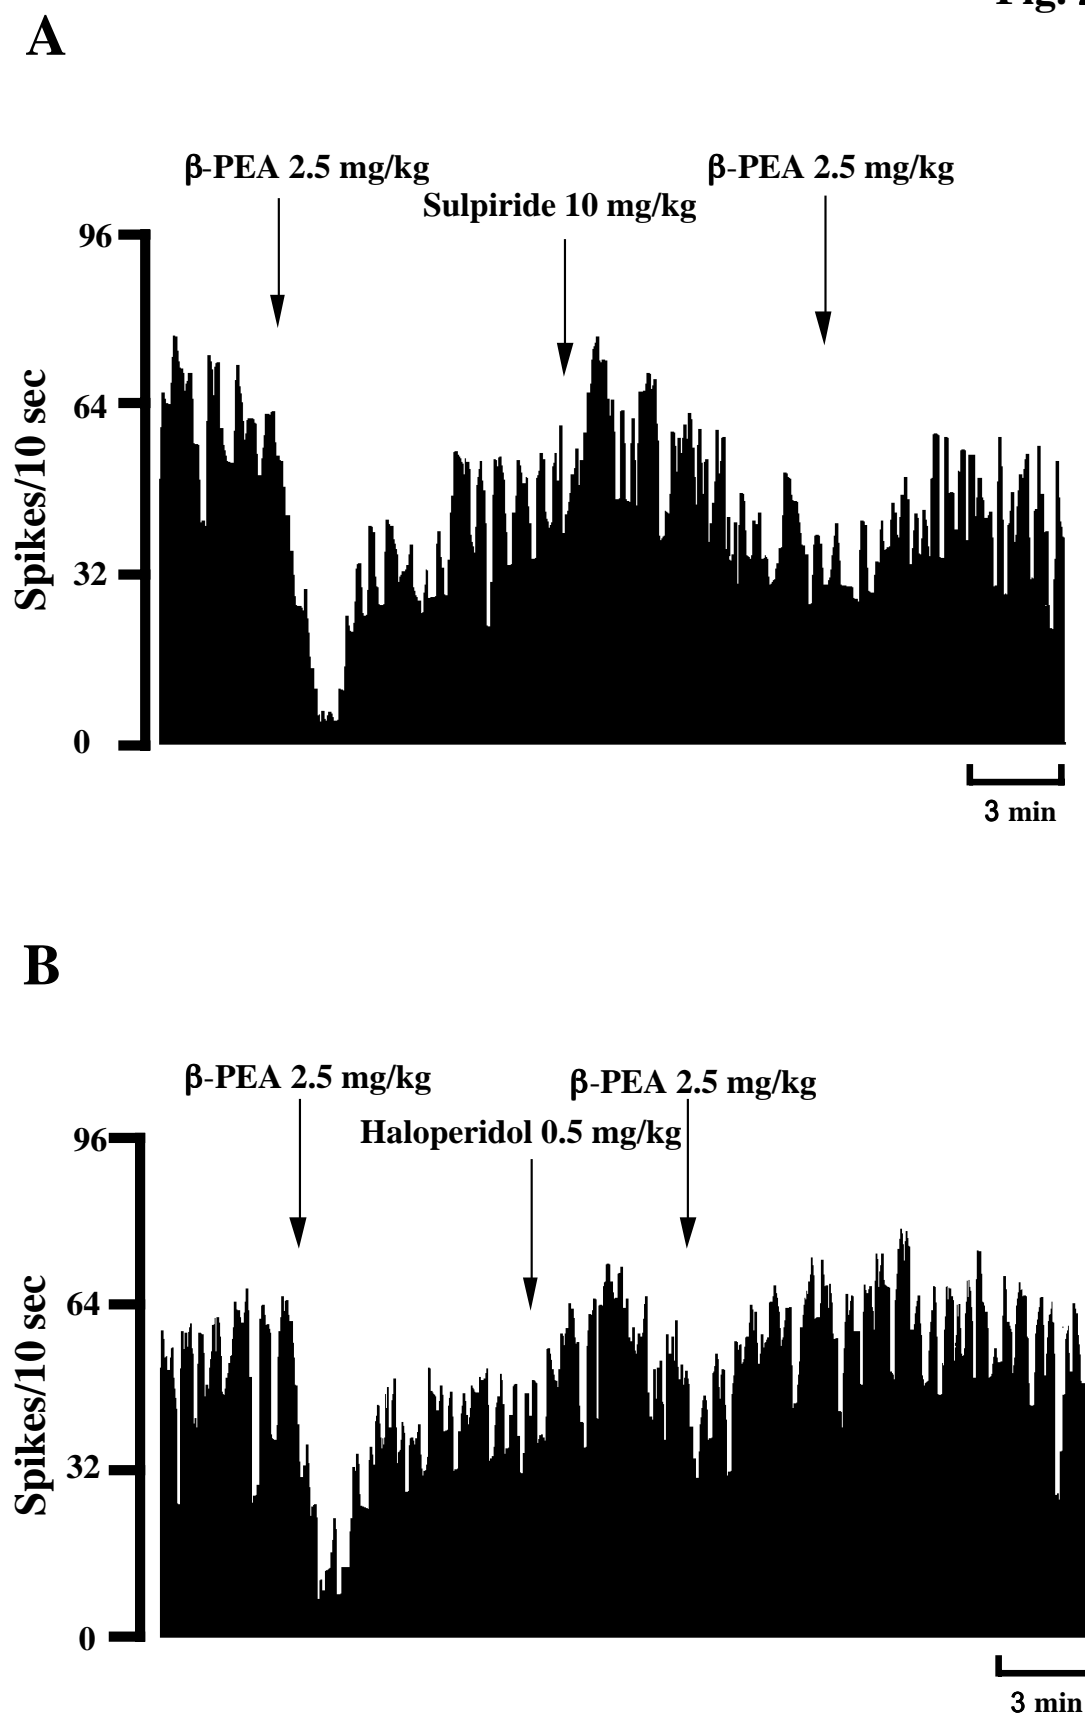 Fig. 2
A
β-PEA 2.5 mg/kg
β-PEA 2.5 mg/kg
Sulpiride 10 mg/kg
96
64
32
0
Spikes/10 sec
3 min
B
β-PEA 2.5 mg/kg
β-PEA 2.5 mg/kg
Haloperidol 0.5 mg/kg
96
64
32
0
Spikes/10 sec
3 min